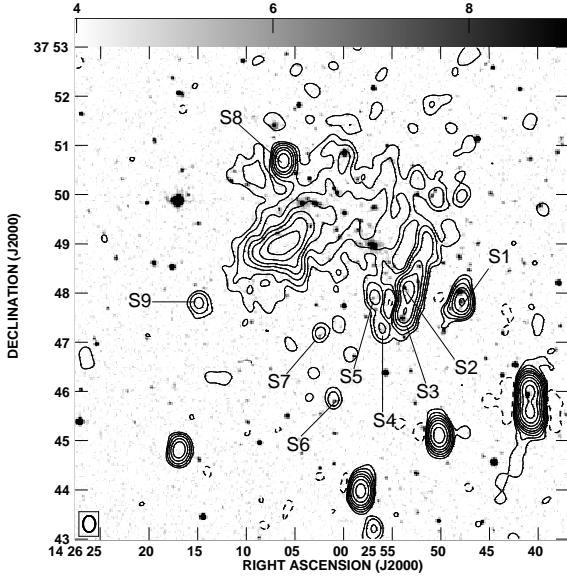 4 6 8
37 53
52
51
50
49
48
47
46
45
44
43
S8
S1
S9
S2
S3
S7
S5
S4
S6
DECLINATION (J2000)
14 26 25 20 15 10 05 00 25 55 50 45 40
RIGHT ASCENSION (J2000)